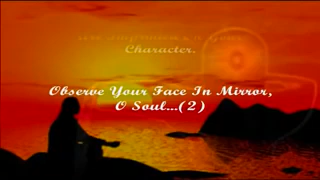 Character.
Observe Your Face In Mirror,
O Soul...(2)